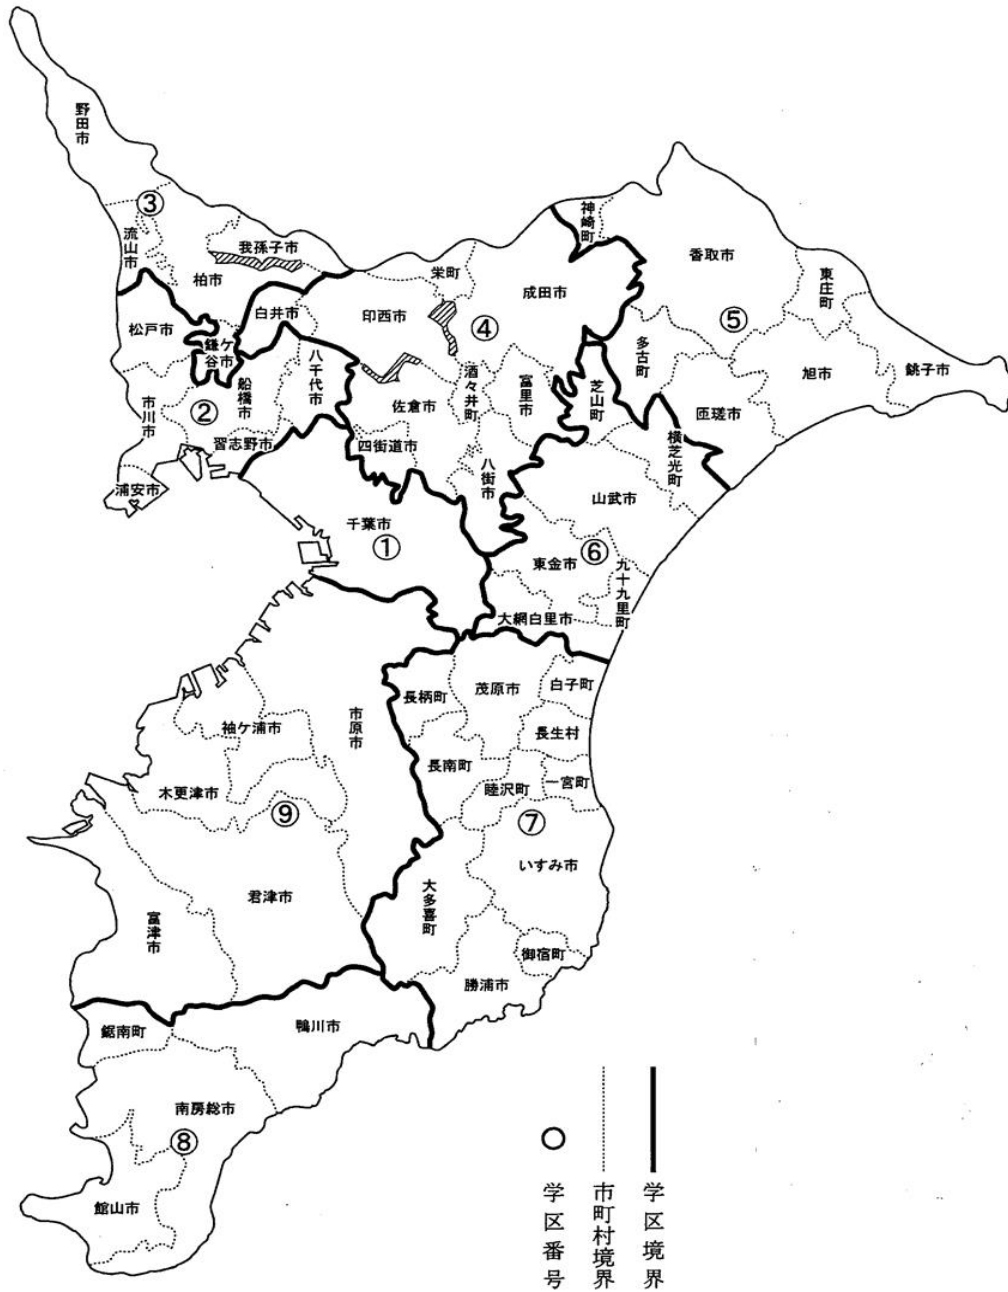 野田市
③
流山市
我孫子市
柏市
松戸市
鎌ケ
谷市
白井市
印西市
栄町
成田市
④
神崎町
香取市
東庄町
⑤
多古町
旭市
銚子市
匝瑳市
市川市
②
船橋市
八千代市
習志野市
浦安市
佐倉市
酒々井町
富里市
四街道市
八街市
芝山町
横芝光町
山武市
千葉市
①
東金市
⑥
九十九里町
大網白里市
市原市
袖ケ浦市
木更津市
⑨
君津市
富津市
長柄町
茂原市
白子町
長生村
長南町
睦沢町
一宮町
⑦
いすみ市
大多喜町
御宿町
勝浦市
鋸南町
鴨川市
南房総市
⑧
館山市
学区境界
市町村境界
学区番号